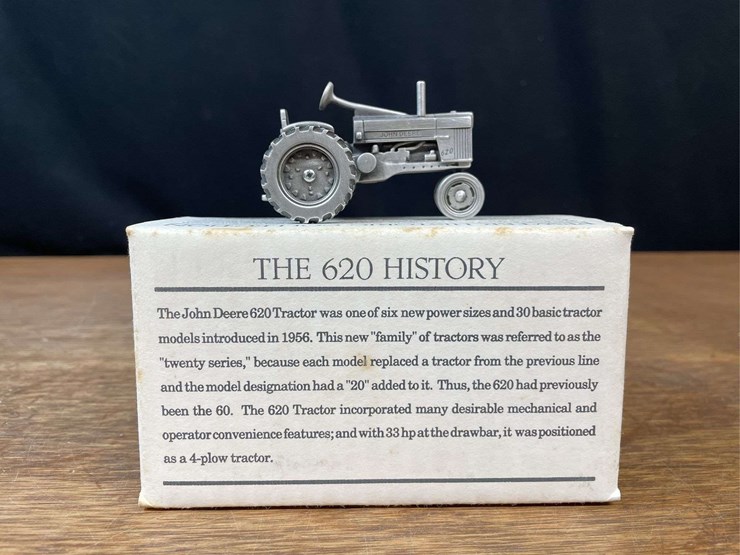 JOHN DEERE
620
THE 620 HISTORY
The John Deere 620 Tractor was one of six new power sizes and 30 basic tractor
models introduced in 1956. This new "family" of tractors was referred to as the
"twenty series," because each model replaced a tractor from the previous line
and the model designation had a "20" added to it. Thus, the 620 had previously
been the 60. The 620 Tractor incorporated many desirable mechanical and
operator convenience features; and with 33 hp at the drawbar, it was positioned
as a 4-plow tractor.